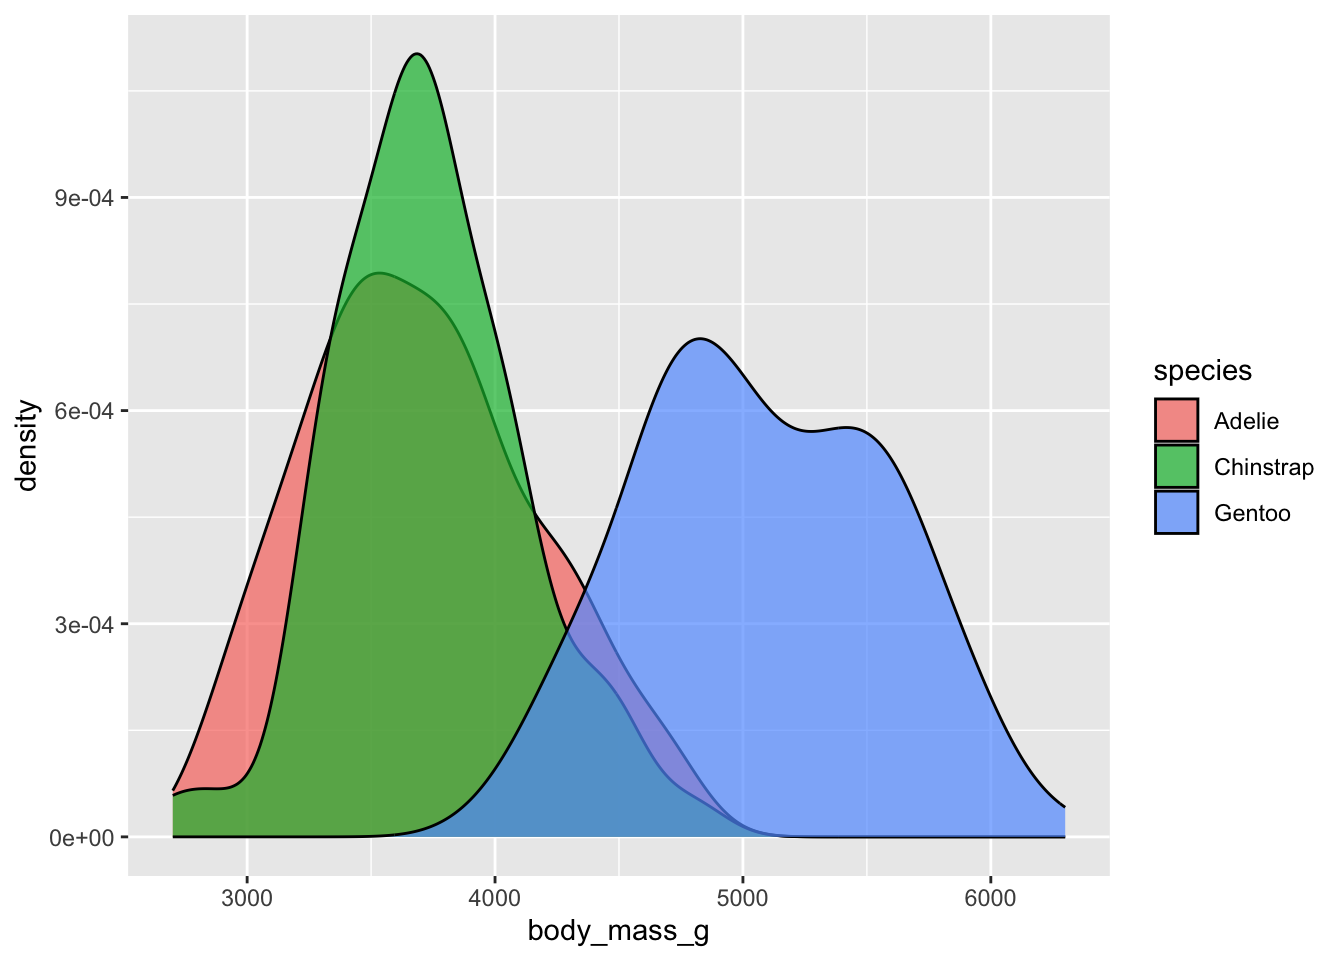 density
9e-04
6e-04
3e-04
0e+00
3000 4000 5000 6000
body_mass_g
species
Adelie
Chinstrap
Gentoo